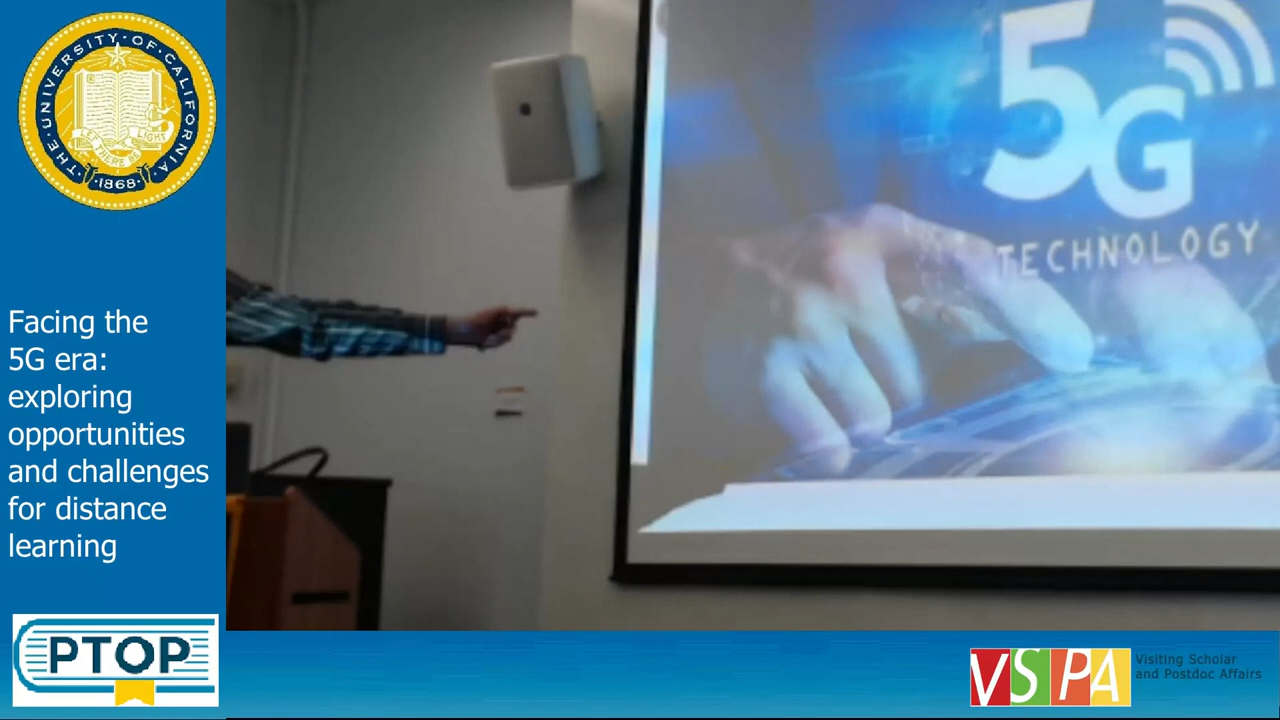 THE·UNIVERSITY·OF·CALIFORNIA
LET THERE BE LIGHT
·1868·
Facing the
5G era:
exploring
opportunities
and challenges
for distance
learning
PTOP
5G
TECHNOLOGY
VSPA
Visiting Scholar
and Postdoc Affairs